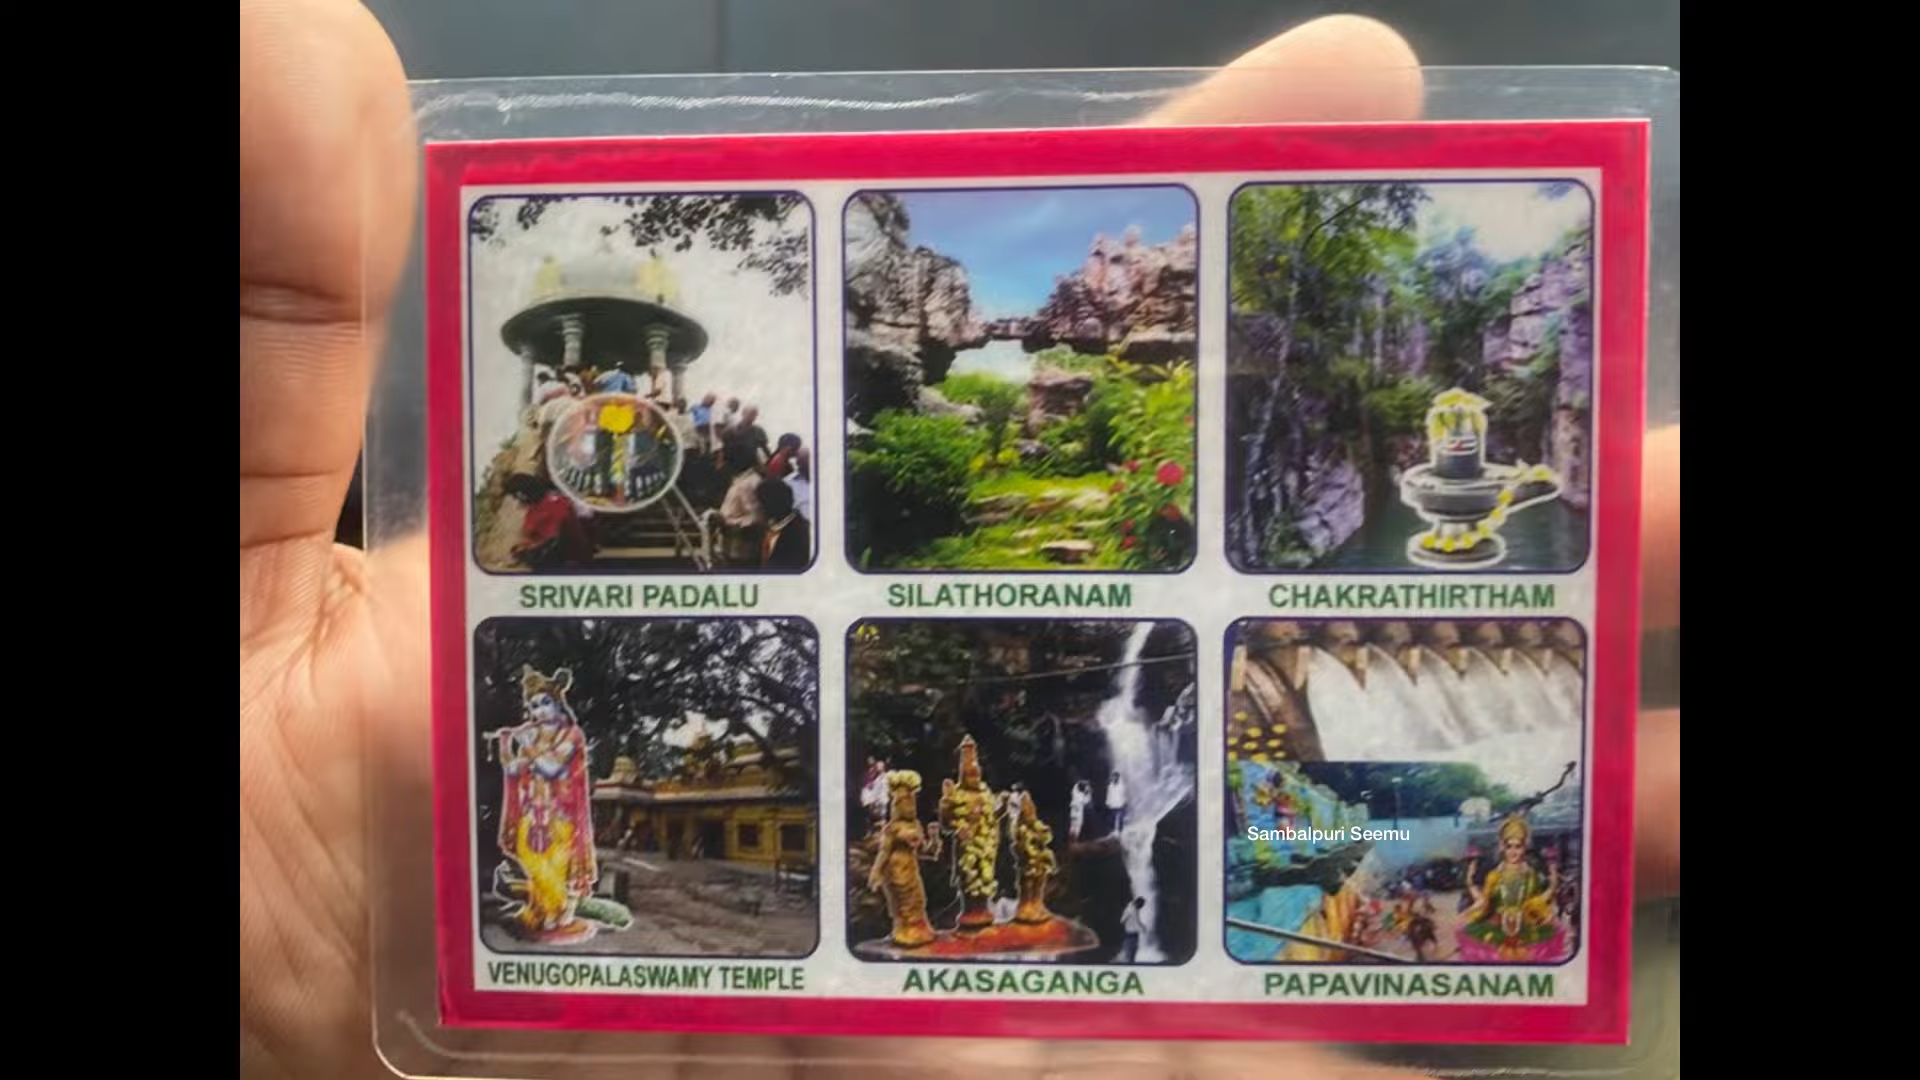 SRIVARI PADALU
SILATHORANAM
CHAKRATHIRTHAM
VENUGOPALASWAMY TEMPLE
AKASAGANGA
PAPAVINASANAM
Sambalpuri Seemu